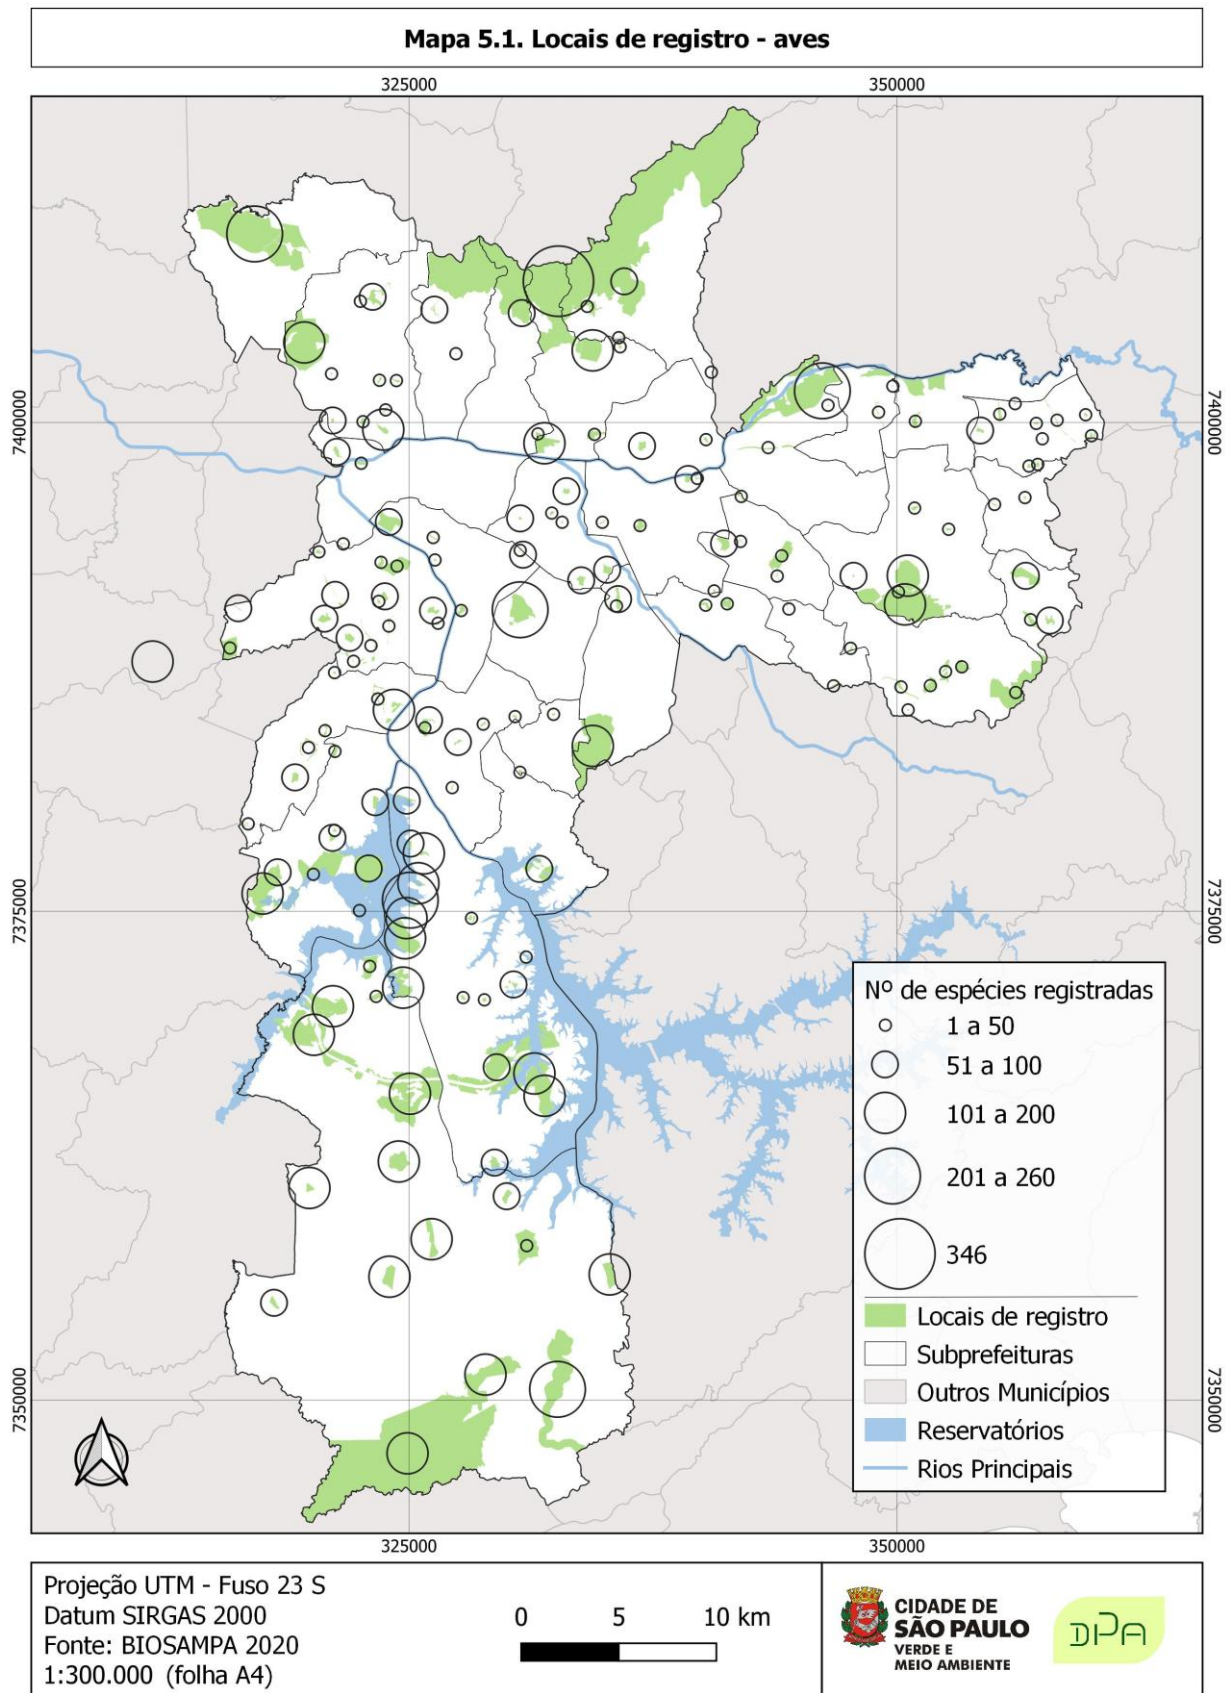 Mapa 5.1. Locais de registro - aves
325000
350000
7400000
7400000
7375000
7375000
Nº de espécies registradas
1 a 50
51 a 100
101 a 200
201 a 260
346
Locais de registro
Subprefeituras
Outros Municípios
Reservatórios
Rios Principais
7350000
7350000
325000
350000
Projeção UTM - Fuso 23 S
Datum SIRGAS 2000
Fonte: BIOSAMPA 2020
1:300.000 (folha A4)
0 5 10 km
CIDADE DE
SÃO PAULO
VERDE E
MEIO AMBIENTE
DPA